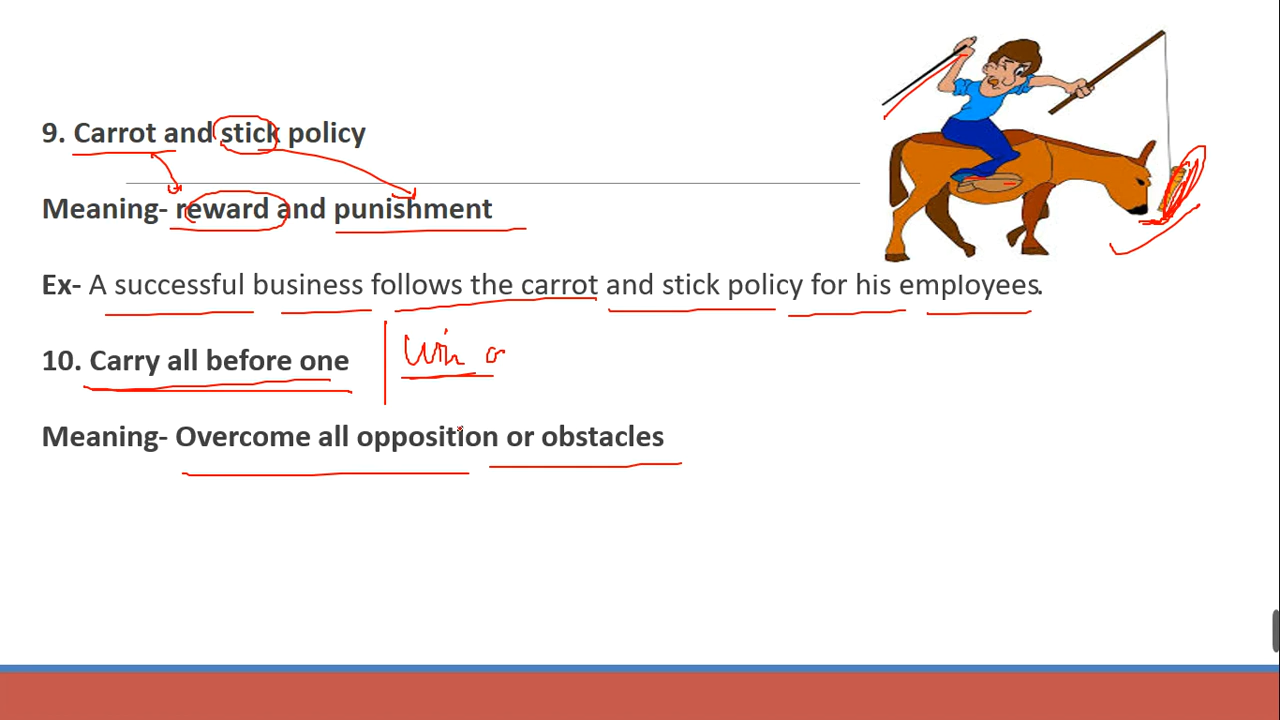 9. Carrot and stick policy
Meaning- reward and punishment
Ex- A successful business follows the carrot and stick policy for his employees.
10. Carry all before one
Win
Meaning- Overcome all opposition or obstacles